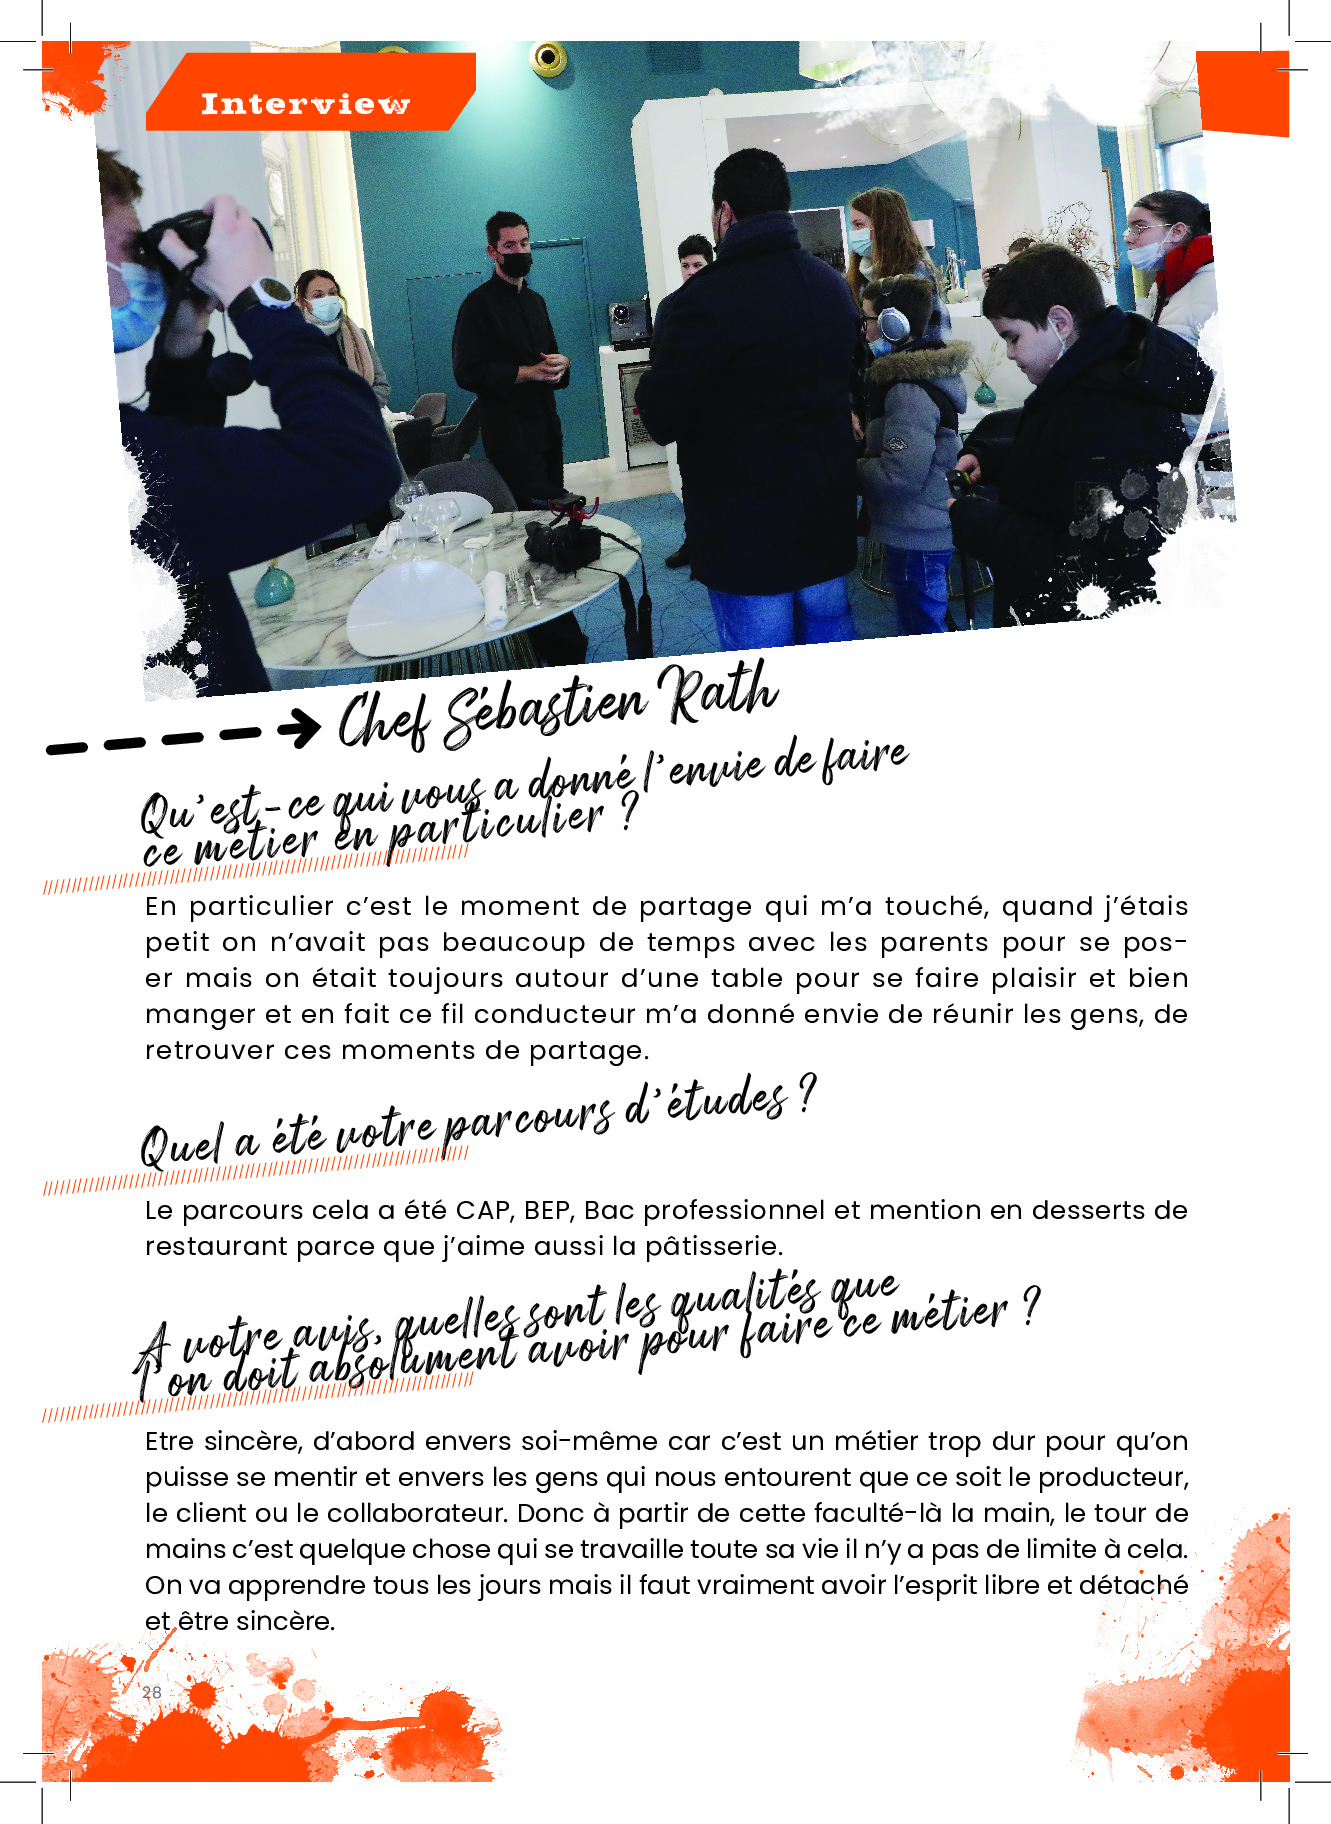 Interview
Chef Sébastien Rath
Qu'est-ce qui vous a donné l'envie de faire
ce métier en particulier ?
En particulier c'est le moment de partage qui m'a touché, quand j'étais
petit on n'avait pas beaucoup de temps avec les parents pour se pos-
er mais on était toujours autour d'une table pour se faire plaisir et bien
manger et en fait ce fil conducteur m'a donné envie de réunir les gens, de
retrouver ces moments de partage.
Quel a été votre parcours d'études ?
Le parcours cela a été CAP, BEP, Bac professionnel et mention en desserts de
restaurant parce que j'aime aussi la pâtisserie.
A votre avis, quelles sont les qualités que
l'on doit absolument avoir pour faire ce métier ?
Etre sincère, d'abord envers soi-même car c'est un métier trop dur pour qu'on
puisse se mentir et envers les gens qui nous entourent que ce soit le producteur,
le client ou le collaborateur. Donc à partir de cette faculté-là la main, le tour de
mains c'est quelque chose qui se travaille toute sa vie il n'y a pas de limite à cela.
On va apprendre tous les jours mais il faut vraiment avoir l'esprit libre et détaché
et être sincère.
28